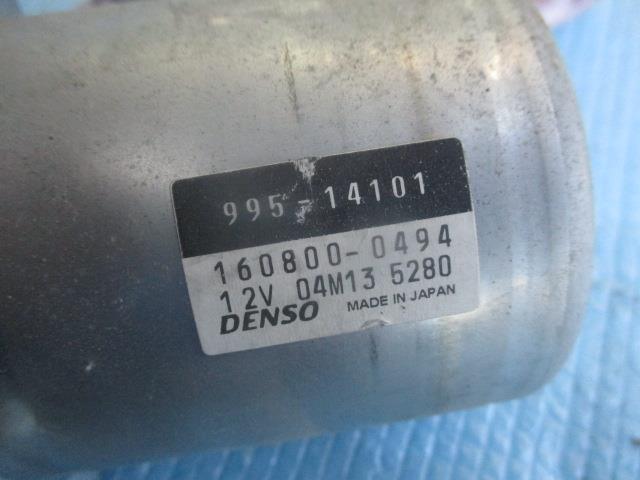 995-14101
160800-0494
12V 04M13 5280
DENSO MADE IN JAPAN